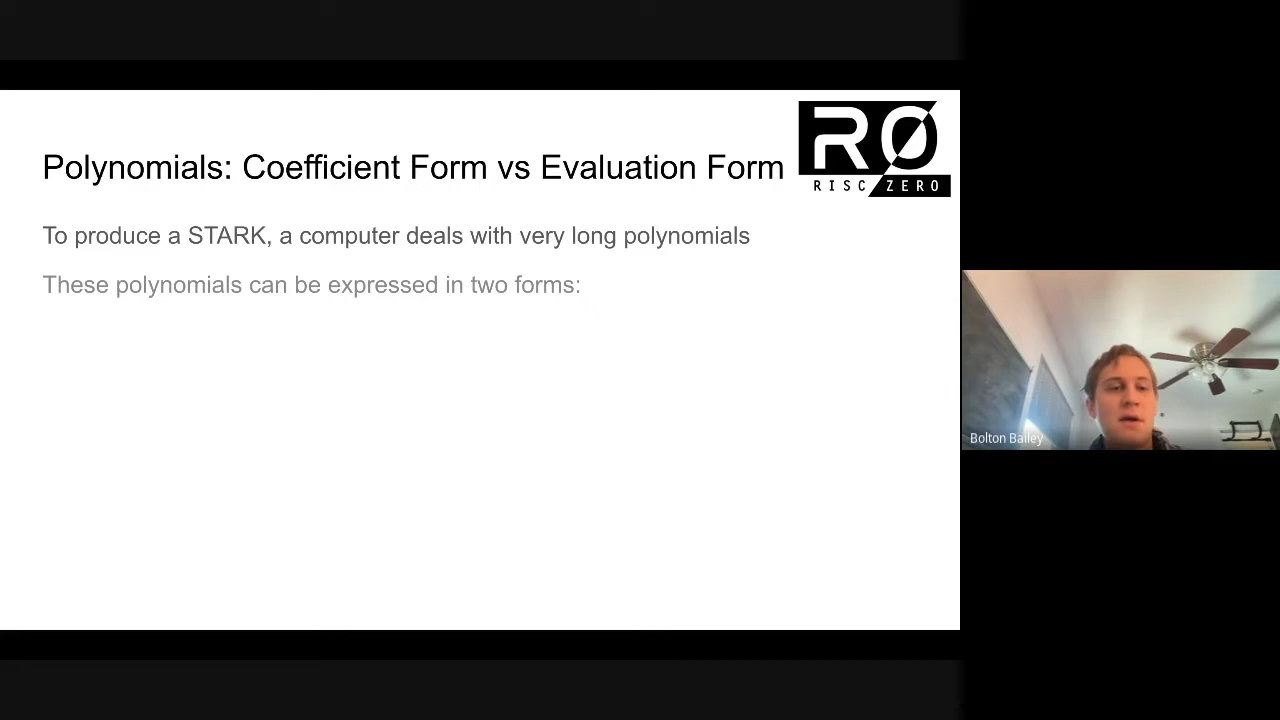 Polynomials: Coefficient Form vs Evaluation Form
RØ
RISC ZERO
To produce a STARK, a computer deals with very long polynomials
These polynomials can be expressed in two forms:
Bolton Bailey